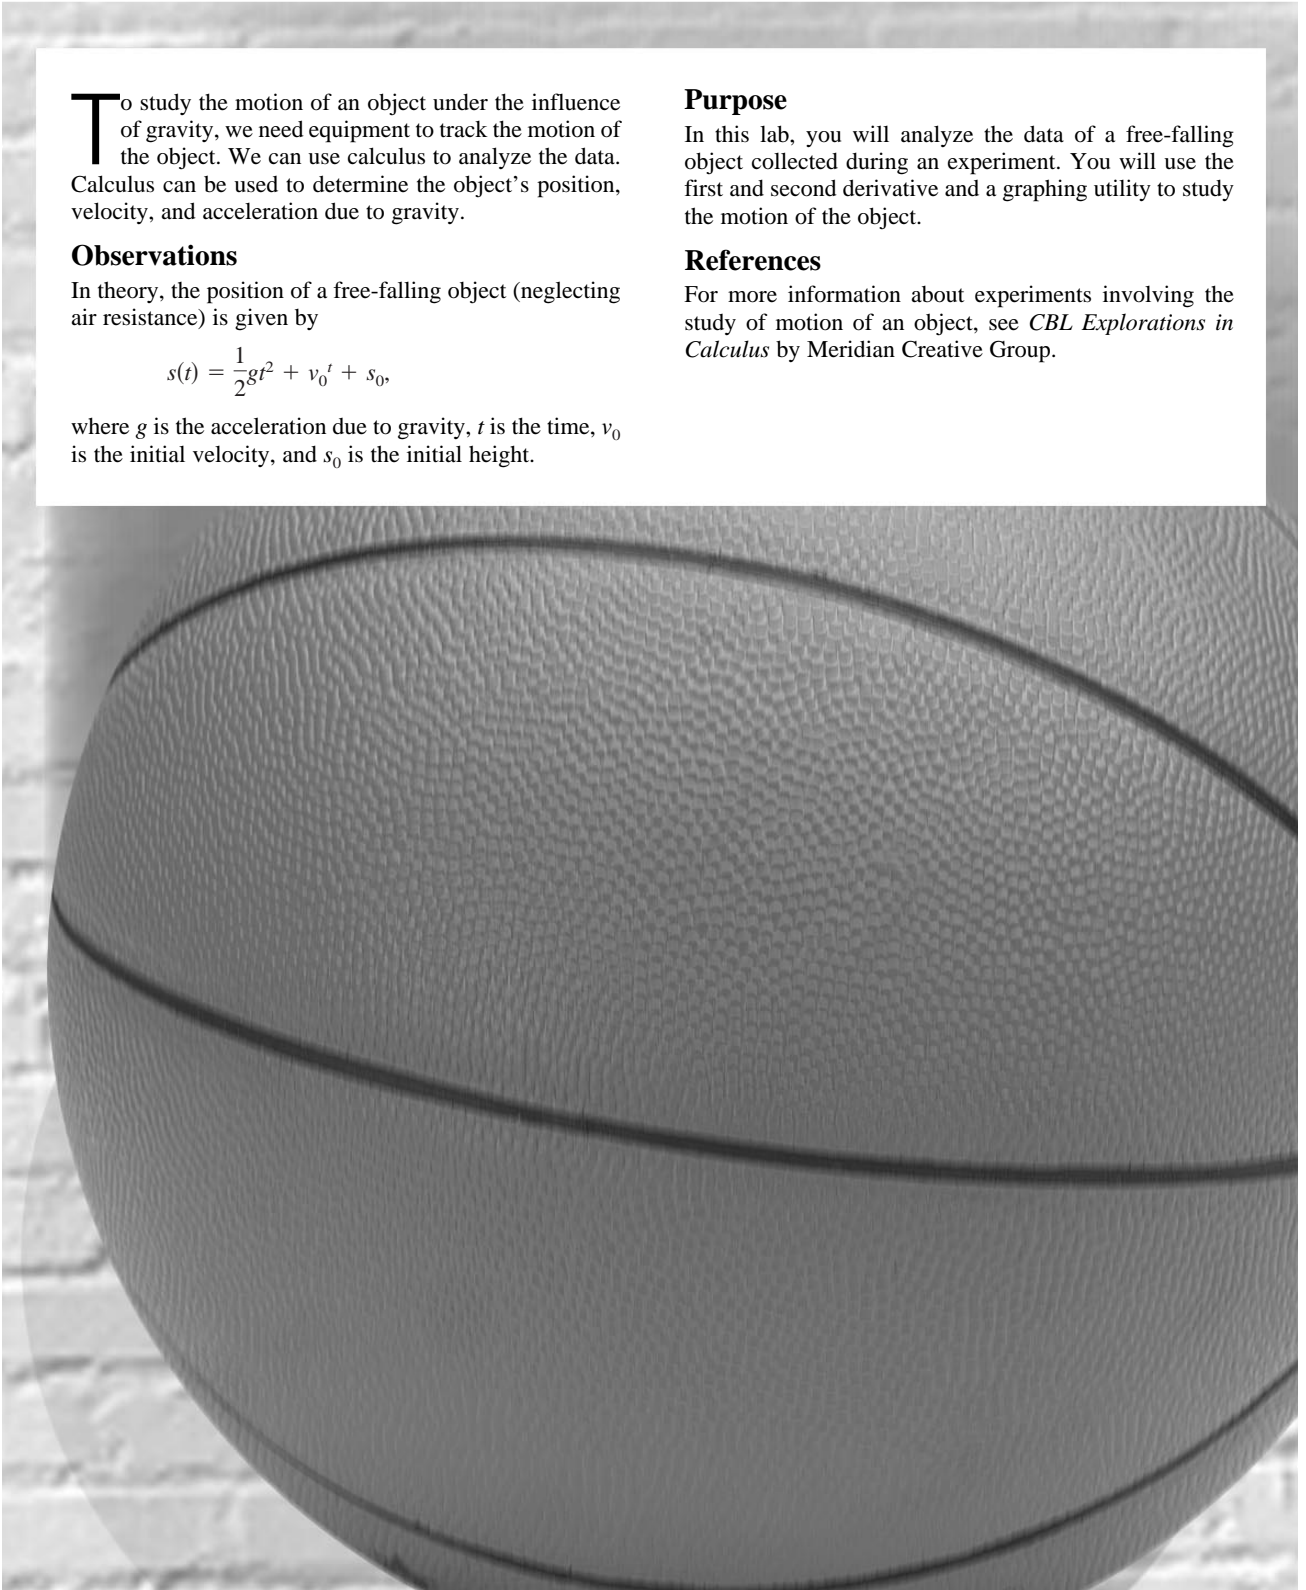 To study the motion of an object under the influence
of gravity, we need equipment to track the motion of
the object. We can use calculus to analyze the data.
Calculus can be used to determine the object’s position,
velocity, and acceleration due to gravity.
Observations
In theory, the position of a free-falling object (neglecting
air resistance) is given by
s(t) = 1/2 gt² + v₀ᵗ + s₀,
where g is the acceleration due to gravity, t is the time, v₀
is the initial velocity, and s₀ is the initial height.
Purpose
In this lab, you will analyze the data of a free-falling
object collected during an experiment. You will use the
first and second derivative and a graphing utility to study
the motion of the object.
References
For more information about experiments involving the
study of motion of an object, see CBL Explorations in
Calculus by Meridian Creative Group.